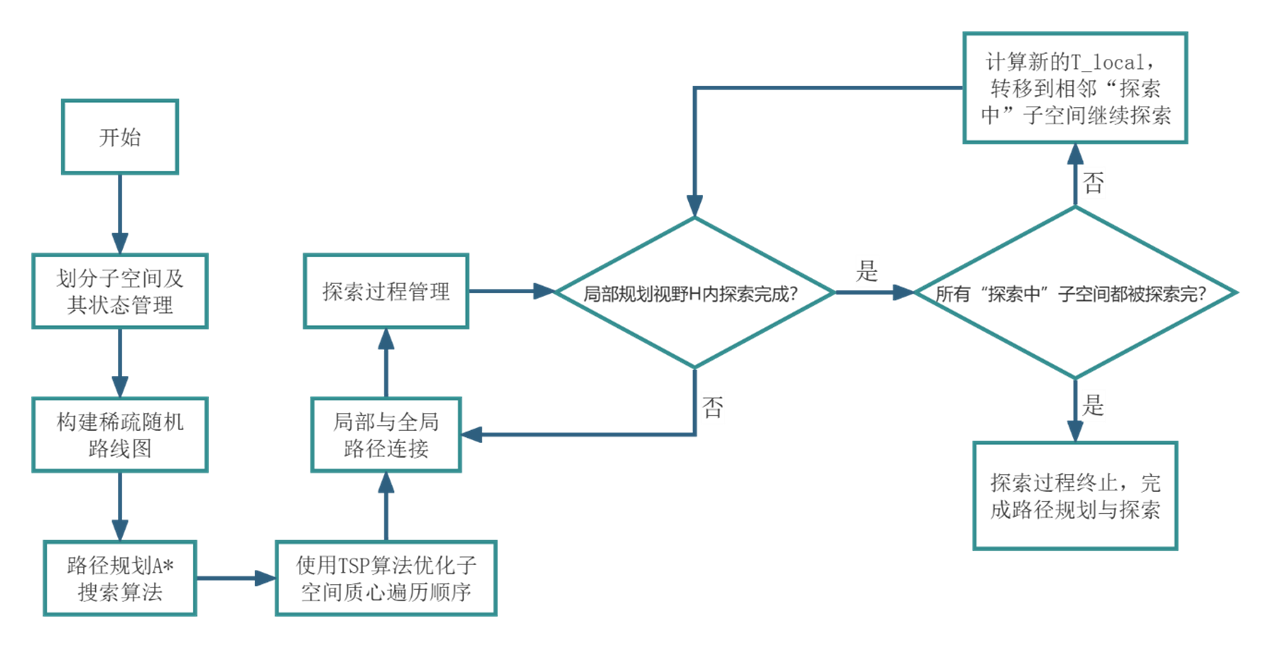 开始
划分子空间及
其状态管理
构建稀疏随机
路线图
路径规划A*
搜索算法
使用TSP算法优化子
空间质心遍历顺序
局部与全局
路径连接
探索过程管理
局部规划视野H内探索完成？
否
是
所有“探索中”子空间都被探索完？
否
计算新的T_local，
转移到相邻“探索
中”子空间继续探索
是
探索过程终止，完
成路径规划与探索